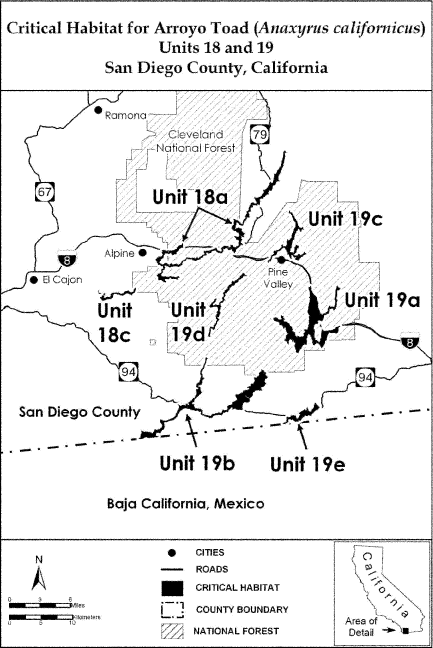 Critical Habitat for Arroyo Toad (Anaxyrus californicus)
Units 18 and 19
San Diego County, California
Ramona
Cleveland
National Forest
79
67
Unit 18a
Unit 19c
8
Alpine
El Cajon
Pine
Valley
Unit
18c
Unit
19d
Unit 19a
8
94
94
San Diego County
Unit 19b
Unit 19e
Baja California, Mexico
N
0 3 6
Miles
0 5 10
Kilometers
CITIES
ROADS
CRITICAL HABITAT
COUNTY BOUNDARY
NATIONAL FOREST
California
Area of
Detail